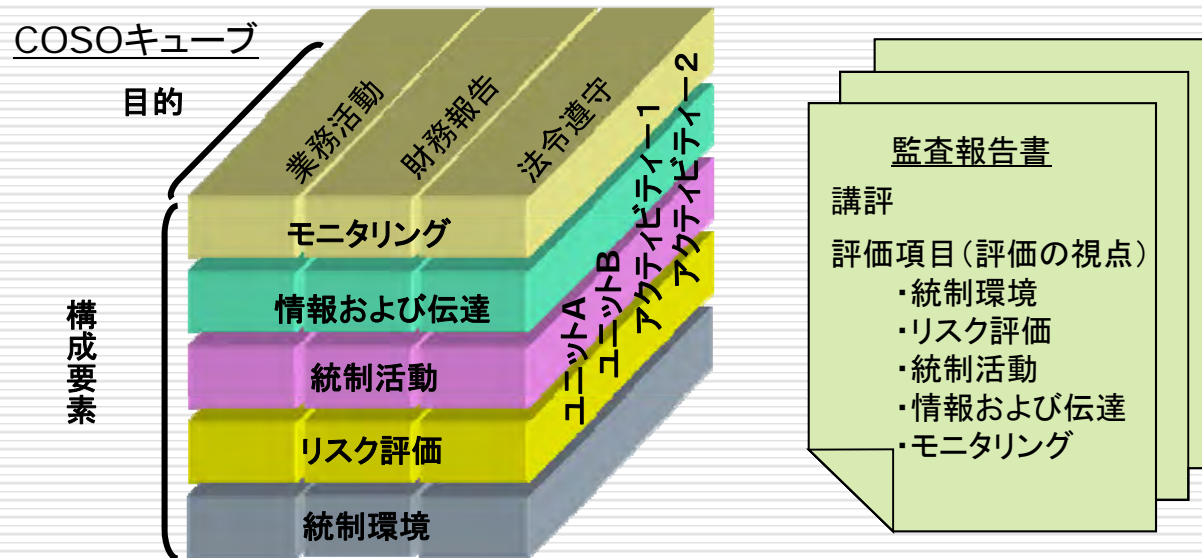 COSOキューブ
目的
業務活動
財務報告
法令遵守
構成要素
モニタリング
情報および伝達
統制活動
リスク評価
統制環境
ユニットA
ユニットB
アクティビティー1
アクティビティー2
監査報告書
講評
評価項目(評価の視点)
・統制環境
・リスク評価
・統制活動
・情報および伝達
・モニタリング